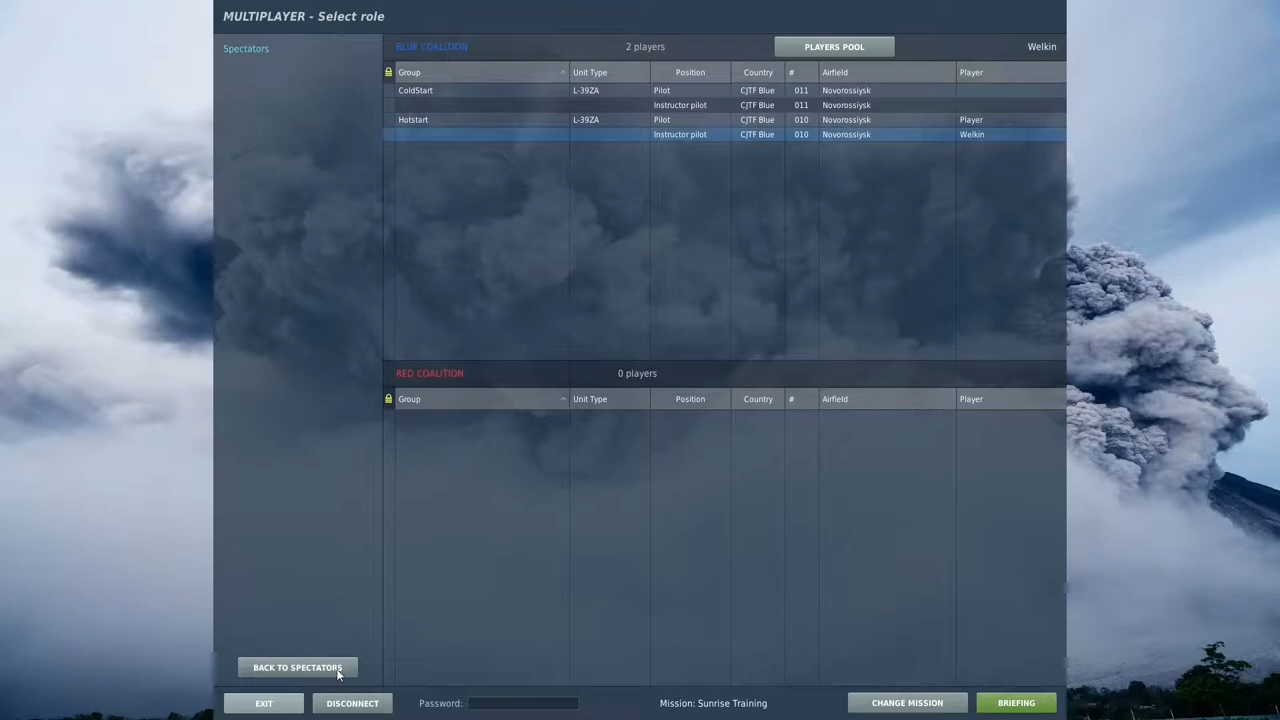 MULTIPLAYER - Select role
Spectators
BLUE COALITION 2 players PLAYERS POOL Welkin
Group Unit Type Position Country # Airfield Player
ColdStart L-39ZA Pilot CJTF Blue 011 Novorossiysk
Instructor pilot CJTF Blue 011 Novorossiysk
Hotstart L-39ZA Pilot CJTF Blue 010 Novorossiysk Player
Instructor pilot CJTF Blue 010 Novorossiysk Welkin
RED COALITION 0 players
Group Unit Type Position Country # Airfield Player
BACK TO SPECTATORS
EXIT DISCONNECT Password: Mission: Sunrise Training CHANGE MISSION BRIEFING